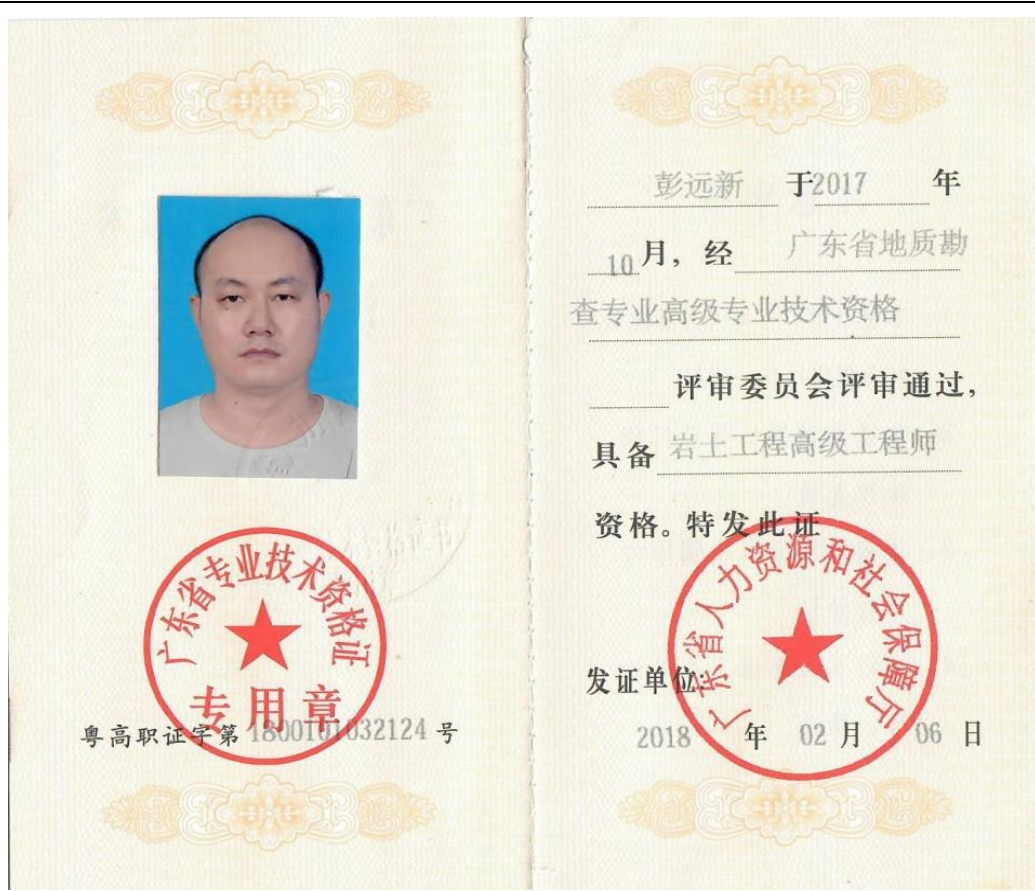 广东省专业技术资格证
专用章
粤高职证字第 1800101032124 号
彭远新 于2017 年
10 月，经 广东省地质勘
查专业高级专业技术资格
评审委员会评审通过，
具备 岩土工程高级工程师
资格。特发此证
广东省人力资源和社会保障厅
发证单位：
2018 年 02 月 06 日